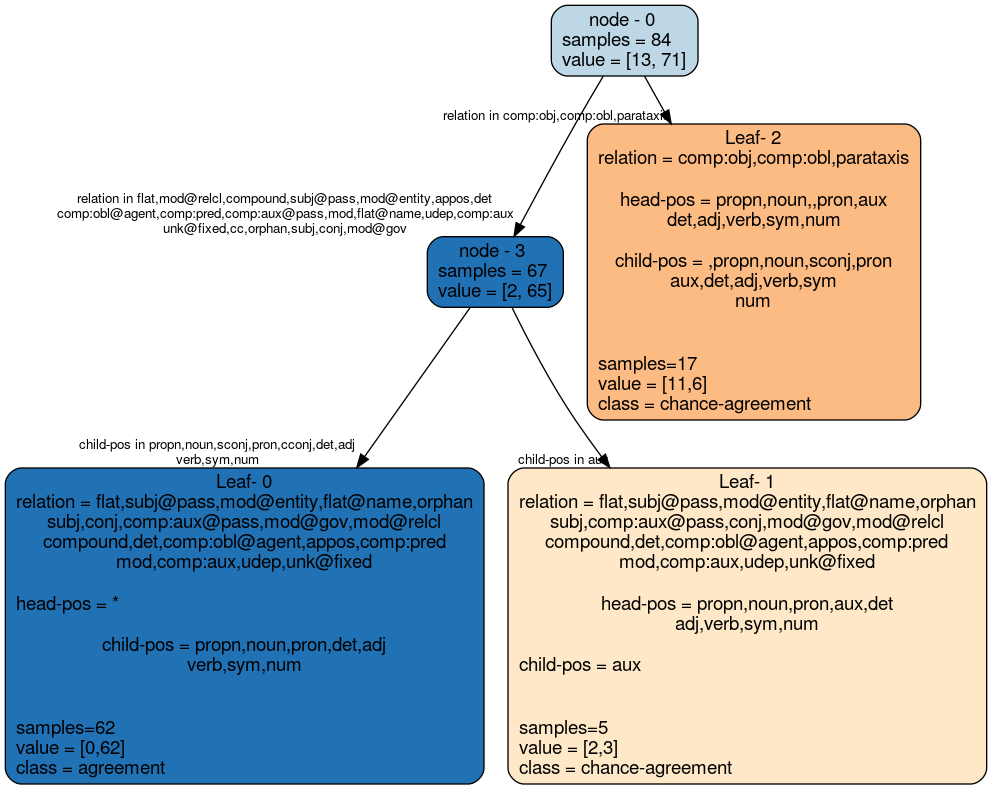 node - 0
samples = 84
value = [13, 71]
relation in comp:obj,comp:obl,parataxis
Leaf- 2
relation = comp:obj,comp:obl,parataxis
head-pos = propn,noun,,pron,aux
det,adj,verb,sym,num
child-pos = ,propn,noun,sconj,pron
aux,det,adj,verb,sym
num
samples=17
value = [11,6]
class = chance-agreement
relation in flat,mod@relcl,compound,subj@pass,mod@entity,appos,det
comp:obl@agent,comp:pred,comp:aux@pass,mod,flat@name,udep,comp:aux
unk@fixed,cc,orphan,subj,conj,mod@gov
node - 3
samples = 67
value = [2, 65]
child-pos in propn,noun,sconj,pron,cconj,det,adj
verb,sym,num
child-pos in aux
Leaf- 0
relation = flat,subj@pass,mod@entity,flat@name,orphan
subj,conj,comp:aux@pass,mod@gov,mod@relcl
compound,det,comp:obl@agent,appos,comp:pred
mod,comp:aux,udep,unk@fixed
head-pos = *
child-pos = propn,noun,pron,det,adj
verb,sym,num
samples=62
value = [0,62]
class = agreement
Leaf- 1
relation = flat,subj@pass,mod@entity,flat@name,orphan
subj,comp:aux@pass,conj,mod@gov,mod@relcl
compound,det,comp:obl@agent,appos,comp:pred
mod,comp:aux,udep,unk@fixed
head-pos = propn,noun,pron,aux,det
adj,verb,sym,num
child-pos = aux
samples=5
value = [2,3]
class = chance-agreement